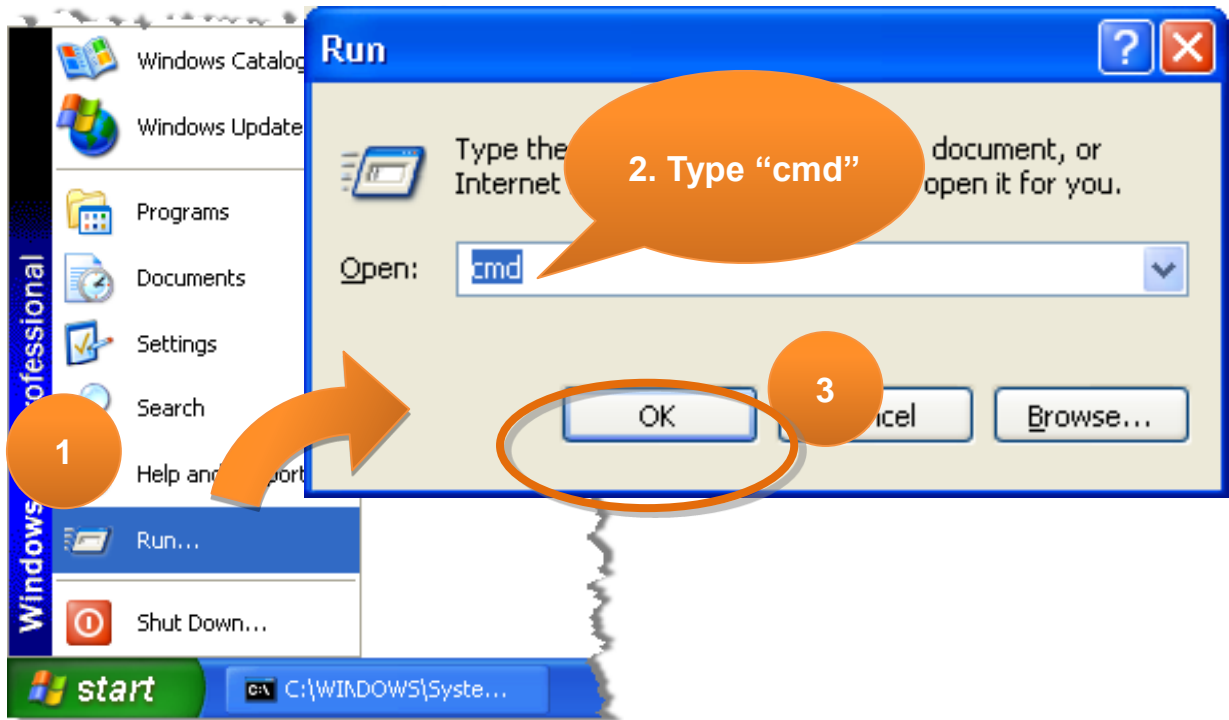 Windows Catalog
Windows Update
Programs
Documents
Settings
Search
Help and
Run...
Shut Down...
Windows
1
start
C:\WINDOWS\Syste...
Run
Type the document, or
Internet open it for you.
2. Type “cmd”
Open:
cmd
3
OK
Browse...